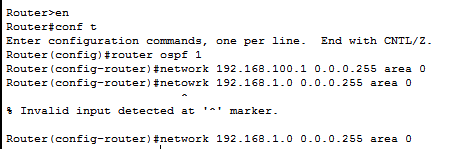 Router>en
Router#conf t
Enter configuration commands, one per line.  End with CNTL/Z.
Router(config)#router ospf 1
Router(config-router)#network 192.168.100.1 0.0.0.255 area 0
Router(config-router)#netowrk 192.168.1.0 0.0.0.255 area 0
^
% Invalid input detected at '^' marker.
Router(config-router)#network 192.168.1.0 0.0.0.255 area 0